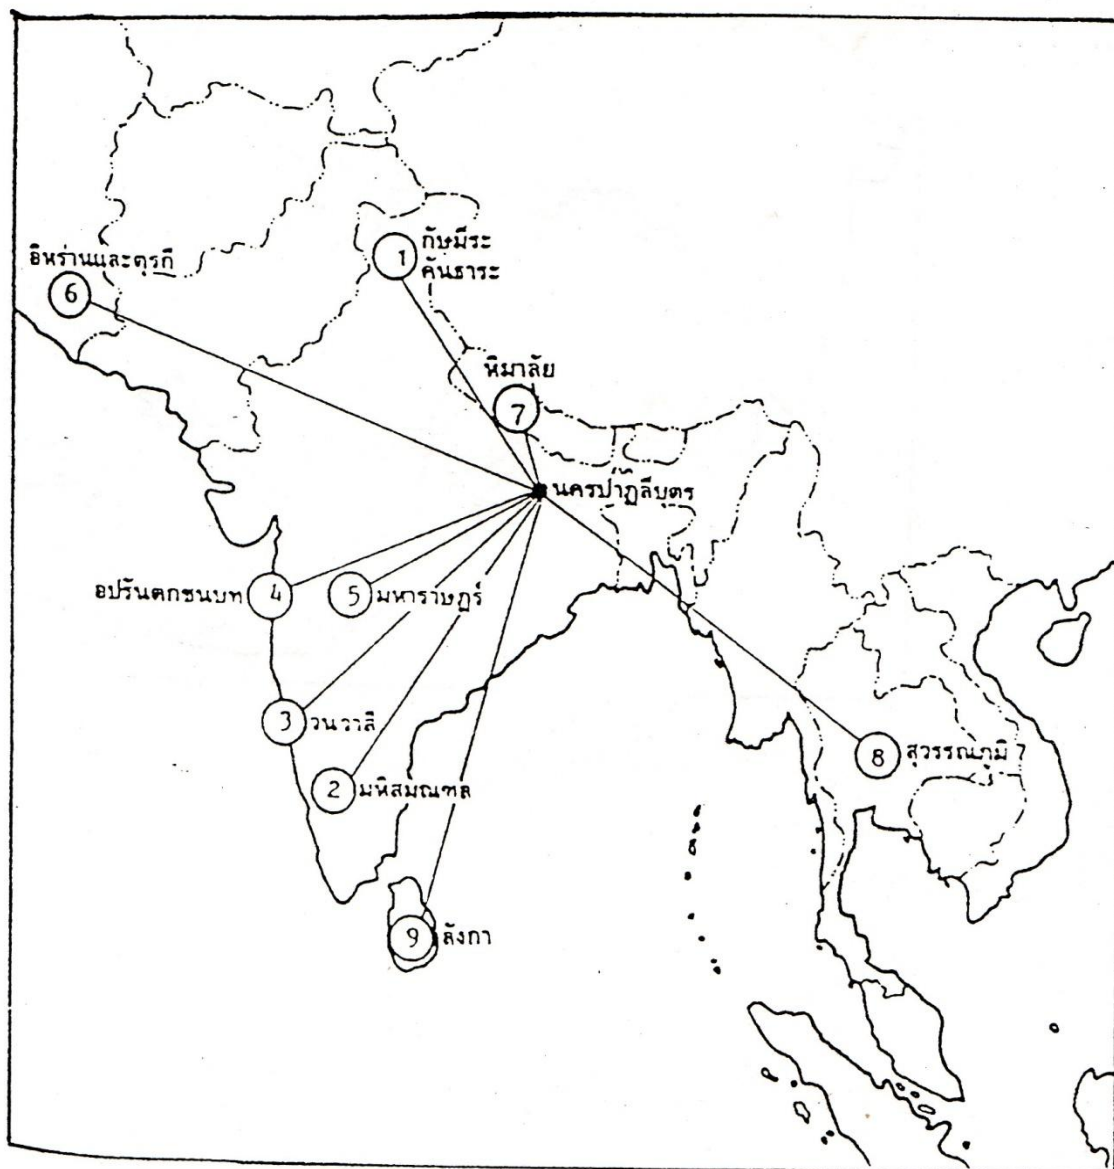 อิหร่านและตุรกี
6
1
กัษมีระ
คันธาระ
หิมาลัย
7
นครปาฏลีบุตร
อปรันตกชนบท
4
5
มหาราษฎร์
3
วนวาสี
2
มหิสมณฑล
8
สุวรรณภูมิ
9
ลังกา